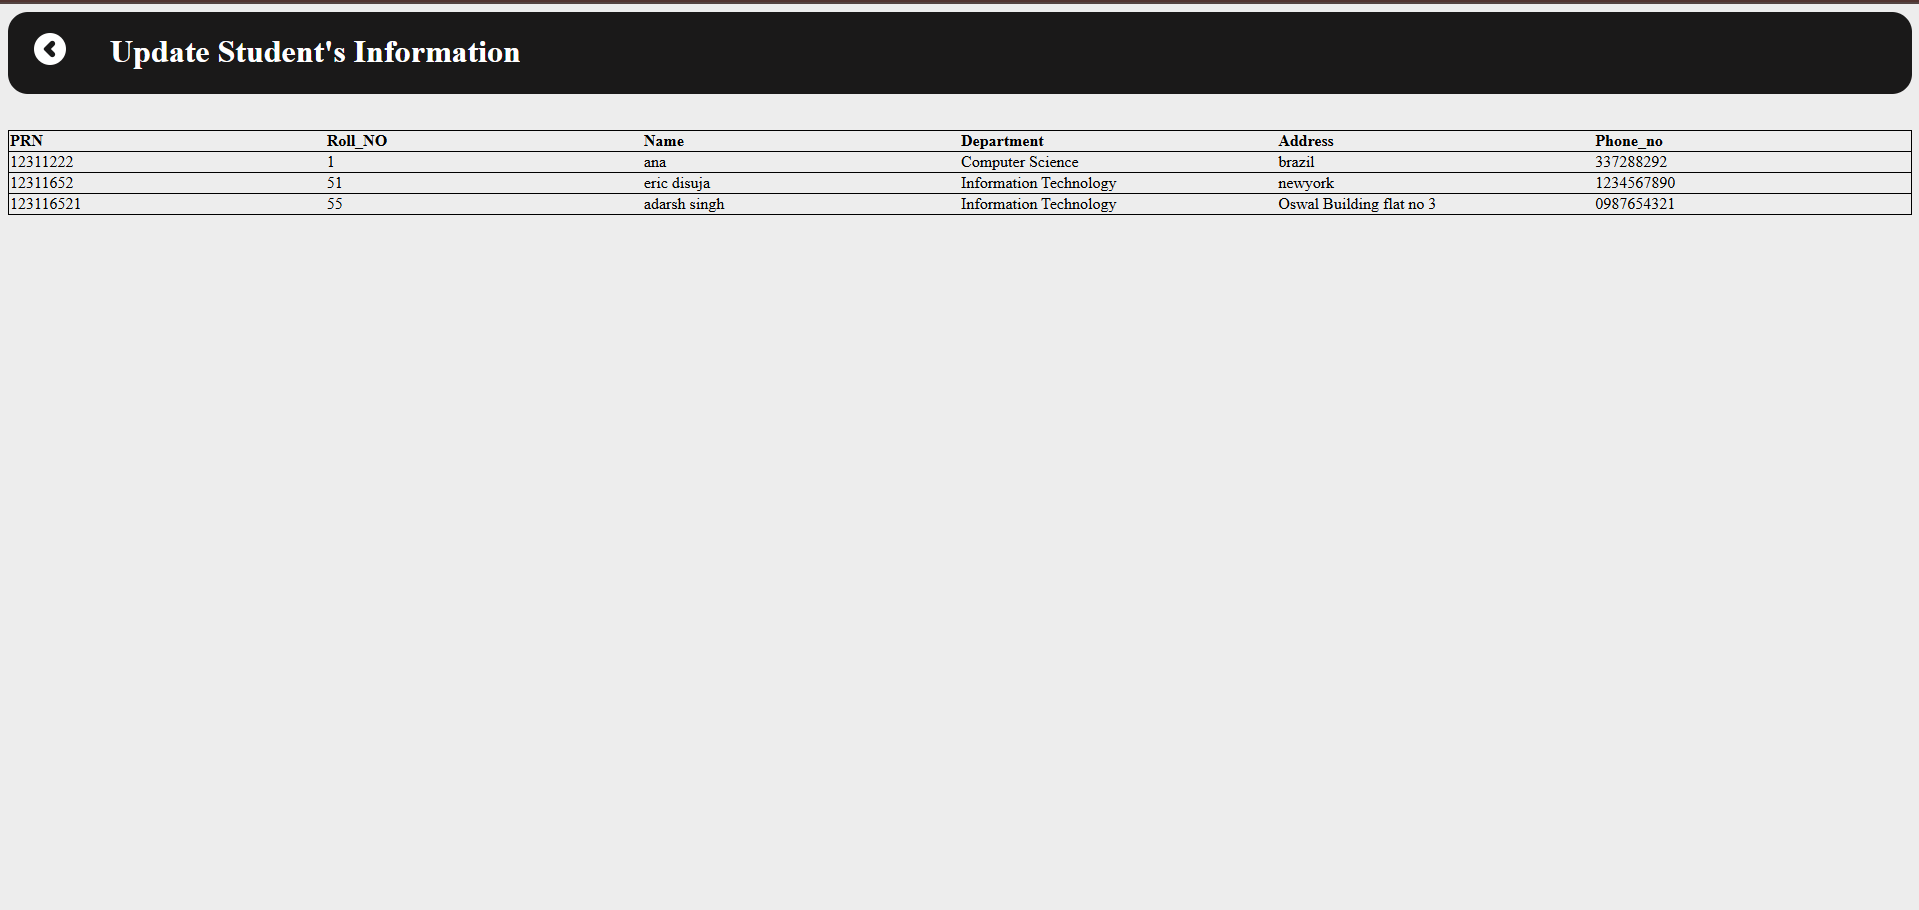 Update Student's Information
PRN Roll_NO Name Department Address Phone_no
12311222 1 ana Computer Science brazil 337288292
12311652 51 eric disuja Information Technology newyork 1234567890
123116521 55 adarsh singh Information Technology Oswal Building flat no 3 0987654321